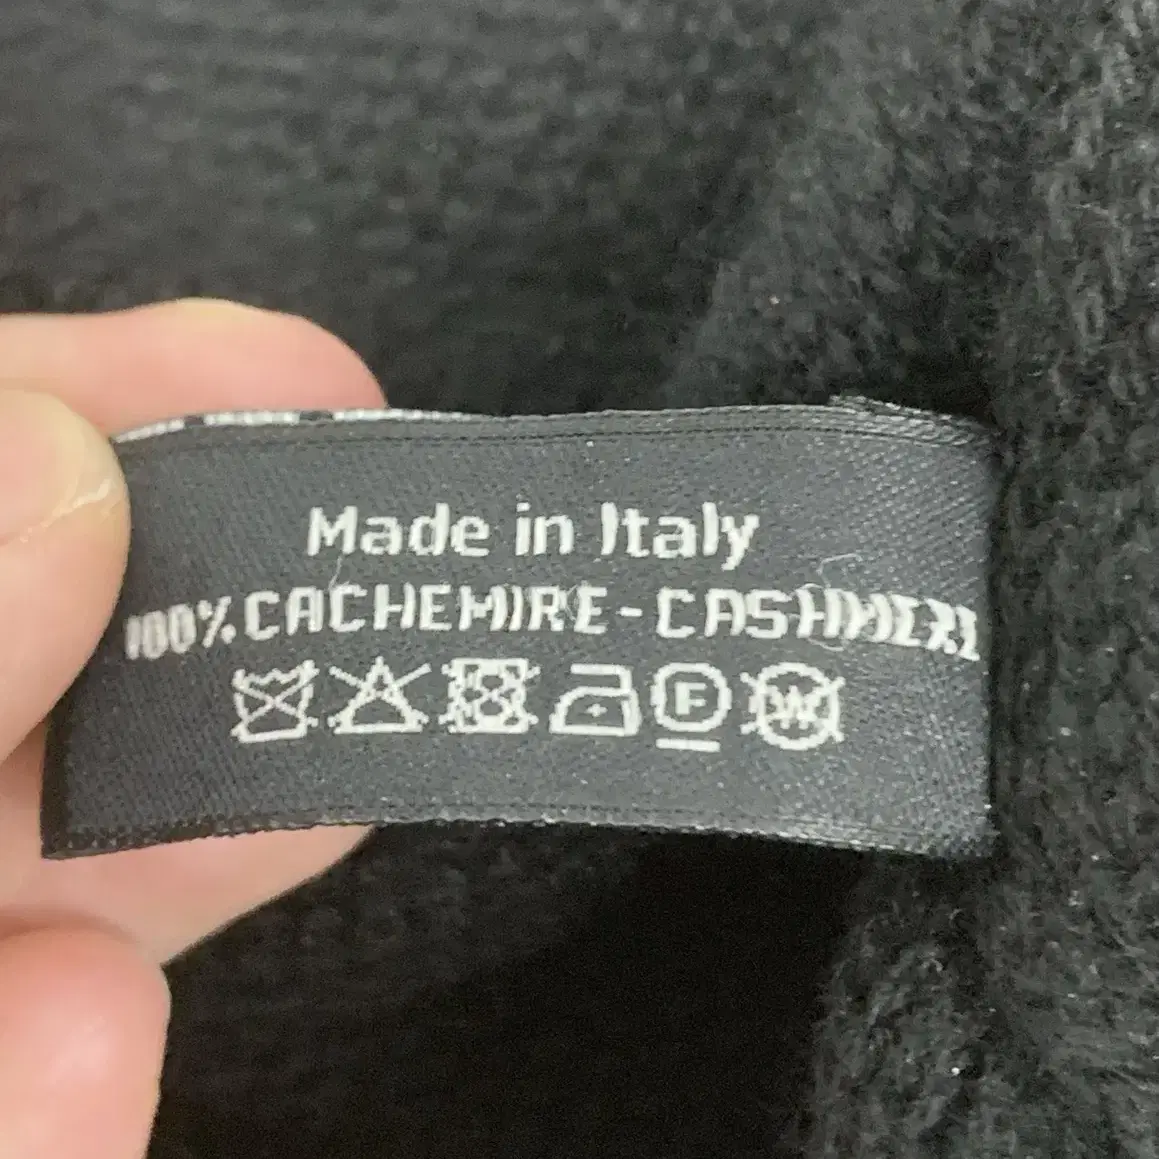 Made in Italy
100% CACHEMIRE - CASHMERE
F W